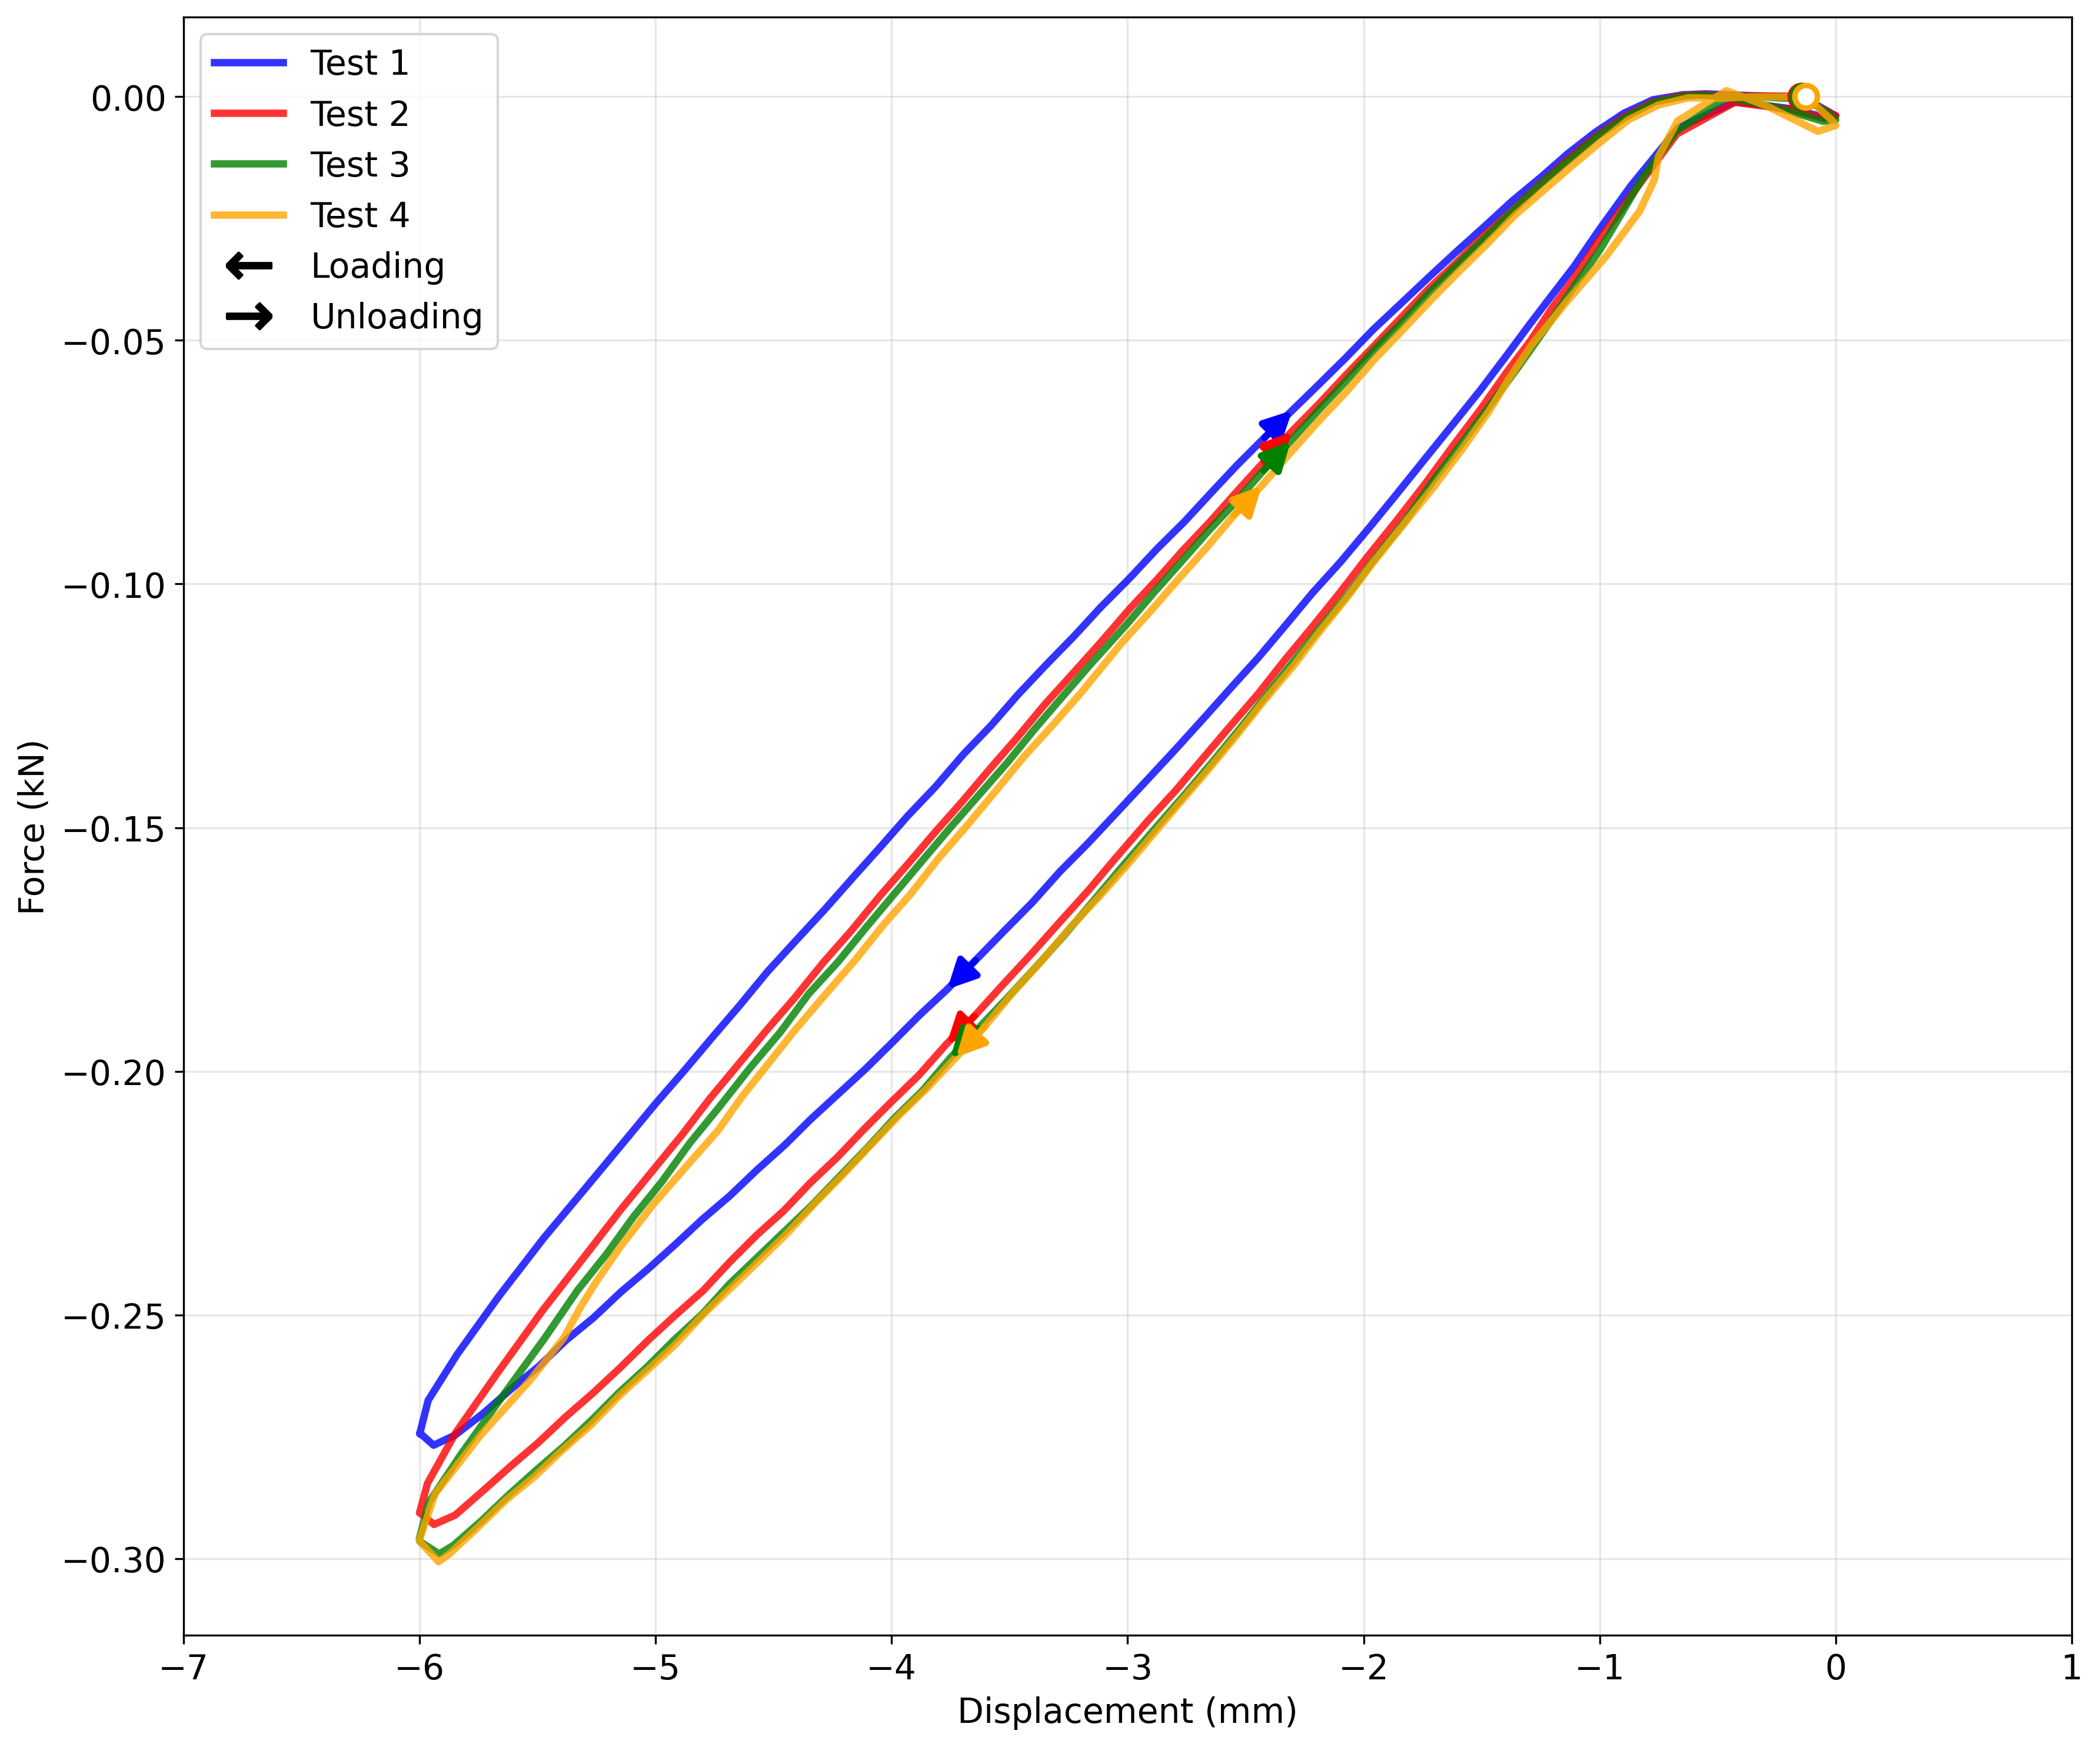 Test 1
Test 2
Test 3
Test 4
Loading
Unloading
0.00
−0.05
−0.10
−0.15
−0.20
−0.25
−0.30
Force (kN)
−7 −6 −5 −4 −3 −2 −1 0 1
Displacement (mm)